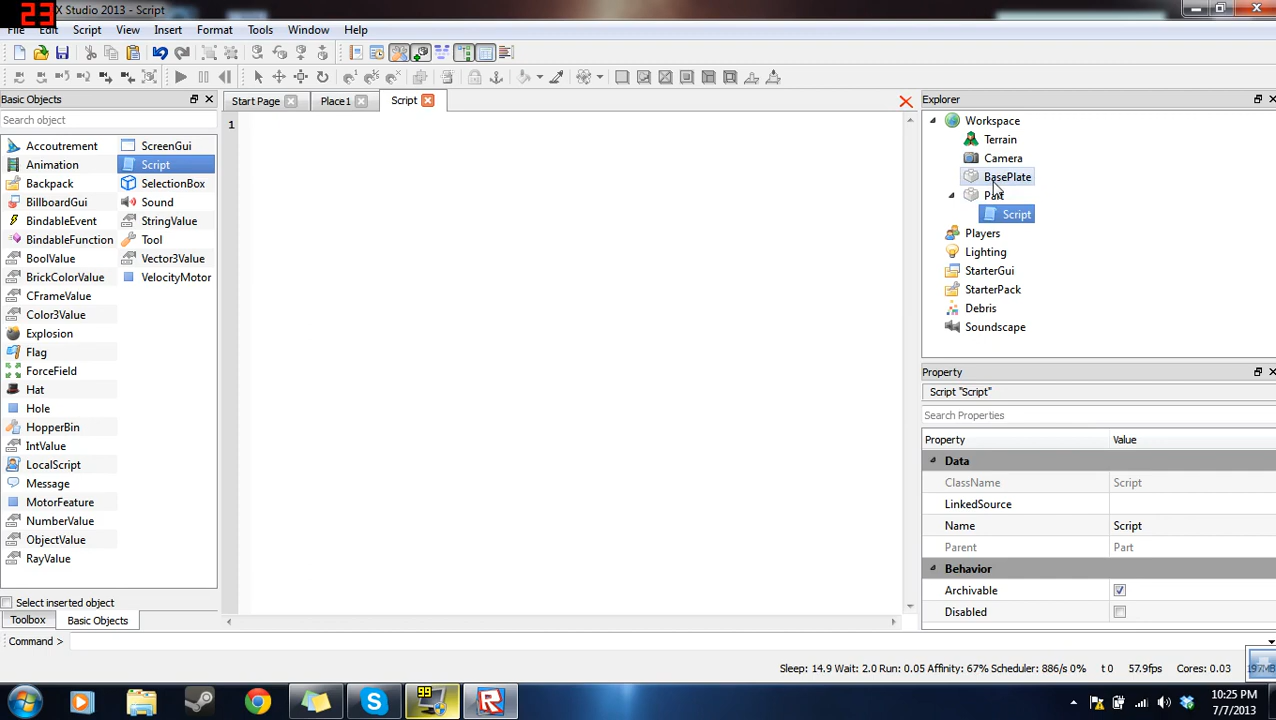 23
X Studio 2013 - Script
File Edit Script View Insert Format Tools Window Help
Basic Objects
Search object
Accoutrement
Animation
Backpack
BillboardGui
BindableEvent
BindableFunction
BoolValue
BrickColorValue
CFrameValue
Color3Value
Explosion
Flag
ForceField
Hat
Hole
HopperBin
IntValue
LocalScript
Message
MotorFeature
NumberValue
ObjectValue
RayValue
ScreenGui
Script
SelectionBox
Sound
StringValue
Tool
Vector3Value
VelocityMotor
Select inserted object
Toolbox Basic Objects
Start Page Place1 Script
1
Explorer
Workspace
Terrain
Camera
BasePlate
Part
Script
Players
Lighting
StarterGui
StarterPack
Debris
Soundscape
Property
Script "Script"
Search Properties
Property Value
Data
ClassName Script
LinkedSource
Name Script
Parent Part
Behavior
Archivable
Disabled
Command >
Sleep: 14.9 Wait: 2.0 Run: 0.05 Affinity: 67% Scheduler: 886/s 0% t 0 57.9fps Cores: 0.03 197MB
99
10:25 PM
7/7/2013